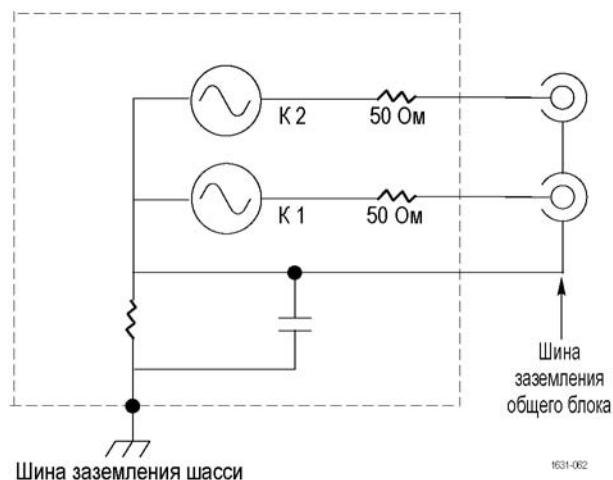 К 2
50 Ом
К 1
50 Ом
Шина
заземления
общего блока
Шина заземления шасси
1631-062